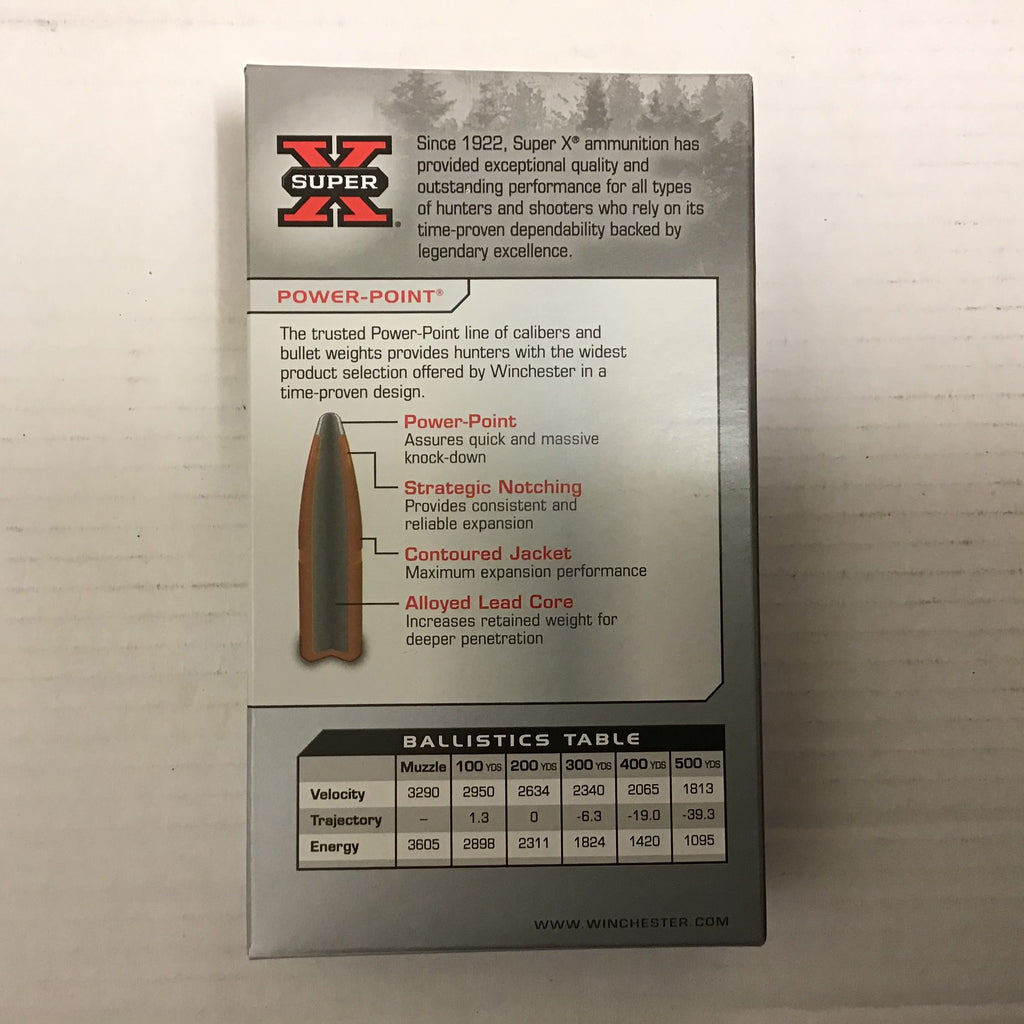 SUPER X®
Since 1922, Super X® ammunition has
provided exceptional quality and
outstanding performance for all types
of hunters and shooters who rely on its
time-proven dependability backed by
legendary excellence.
POWER-POINT®
The trusted Power-Point line of calibers and
bullet weights provides hunters with the widest
product selection offered by Winchester in a
time-proven design.
Power-Point
Assures quick and massive
knock-down
Strategic Notching
Provides consistent and
reliable expansion
Contoured Jacket
Maximum expansion performance
Alloyed Lead Core
Increases retained weight for
deeper penetration
BALLISTICS TABLE
Muzzle 100 YDS 200 YDS 300 YDS 400 YDS 500 YDS
Velocity 3290 2950 2634 2340 2065 1813
Trajectory – 1.3 0 -6.3 -19.0 -39.3
Energy 3605 2898 2311 1824 1420 1095
WWW.WINCHESTER.COM